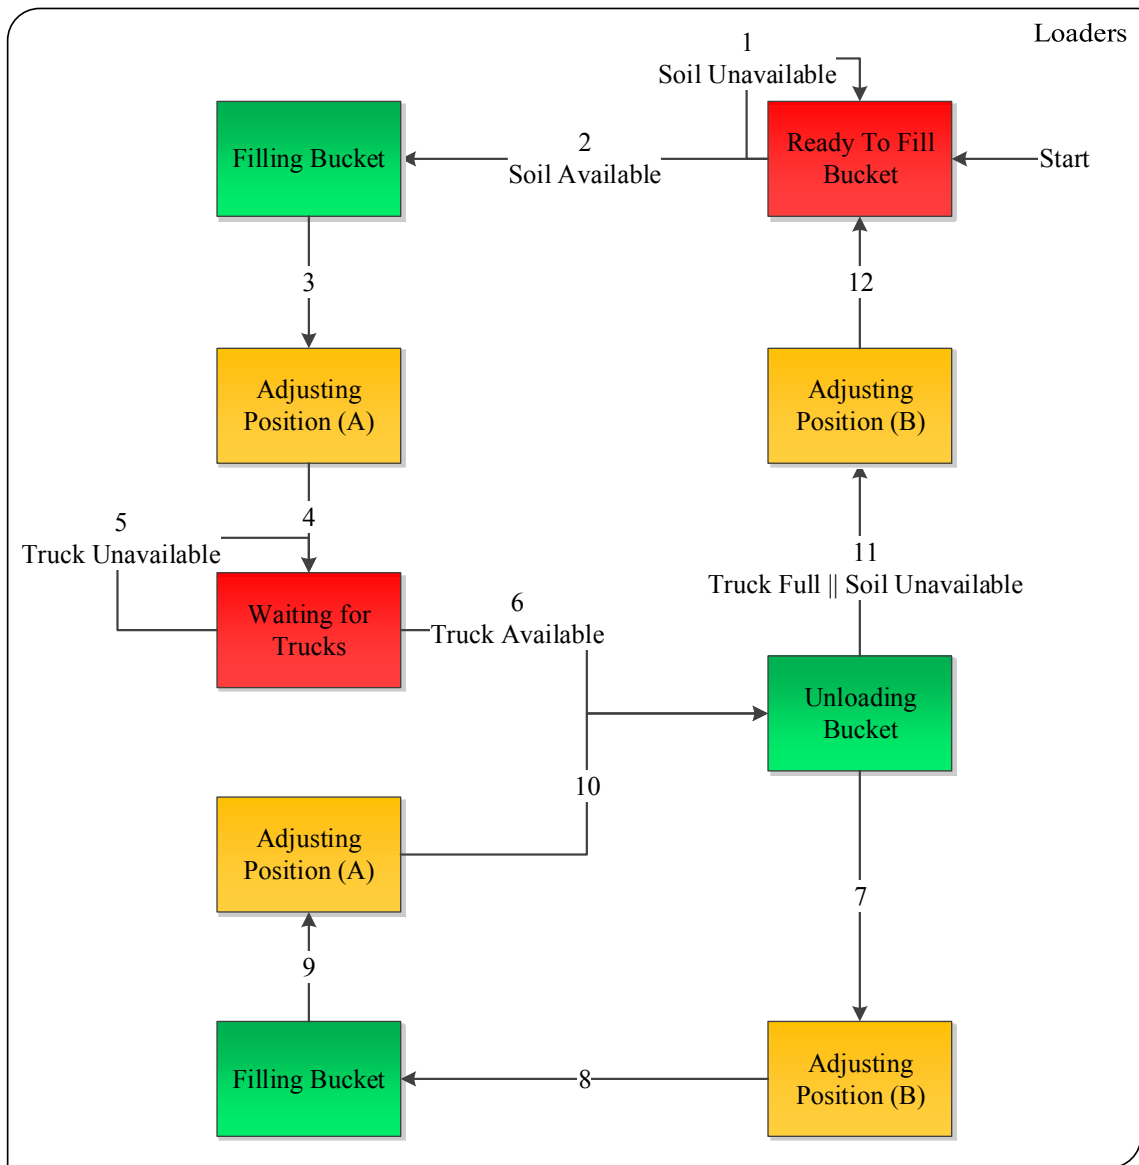 Loaders
1
Soil Unavailable
Filling Bucket
2
Soil Available
Ready To Fill
Bucket
Start
3
12
Adjusting
Position (A)
Adjusting
Position (B)
4
5
Truck Unavailable
11
Truck Full || Soil Unavailable
Waiting for
Trucks
6
Truck Available
Unloading
Bucket
10
Adjusting
Position (A)
7
9
Filling Bucket
8
Adjusting
Position (B)